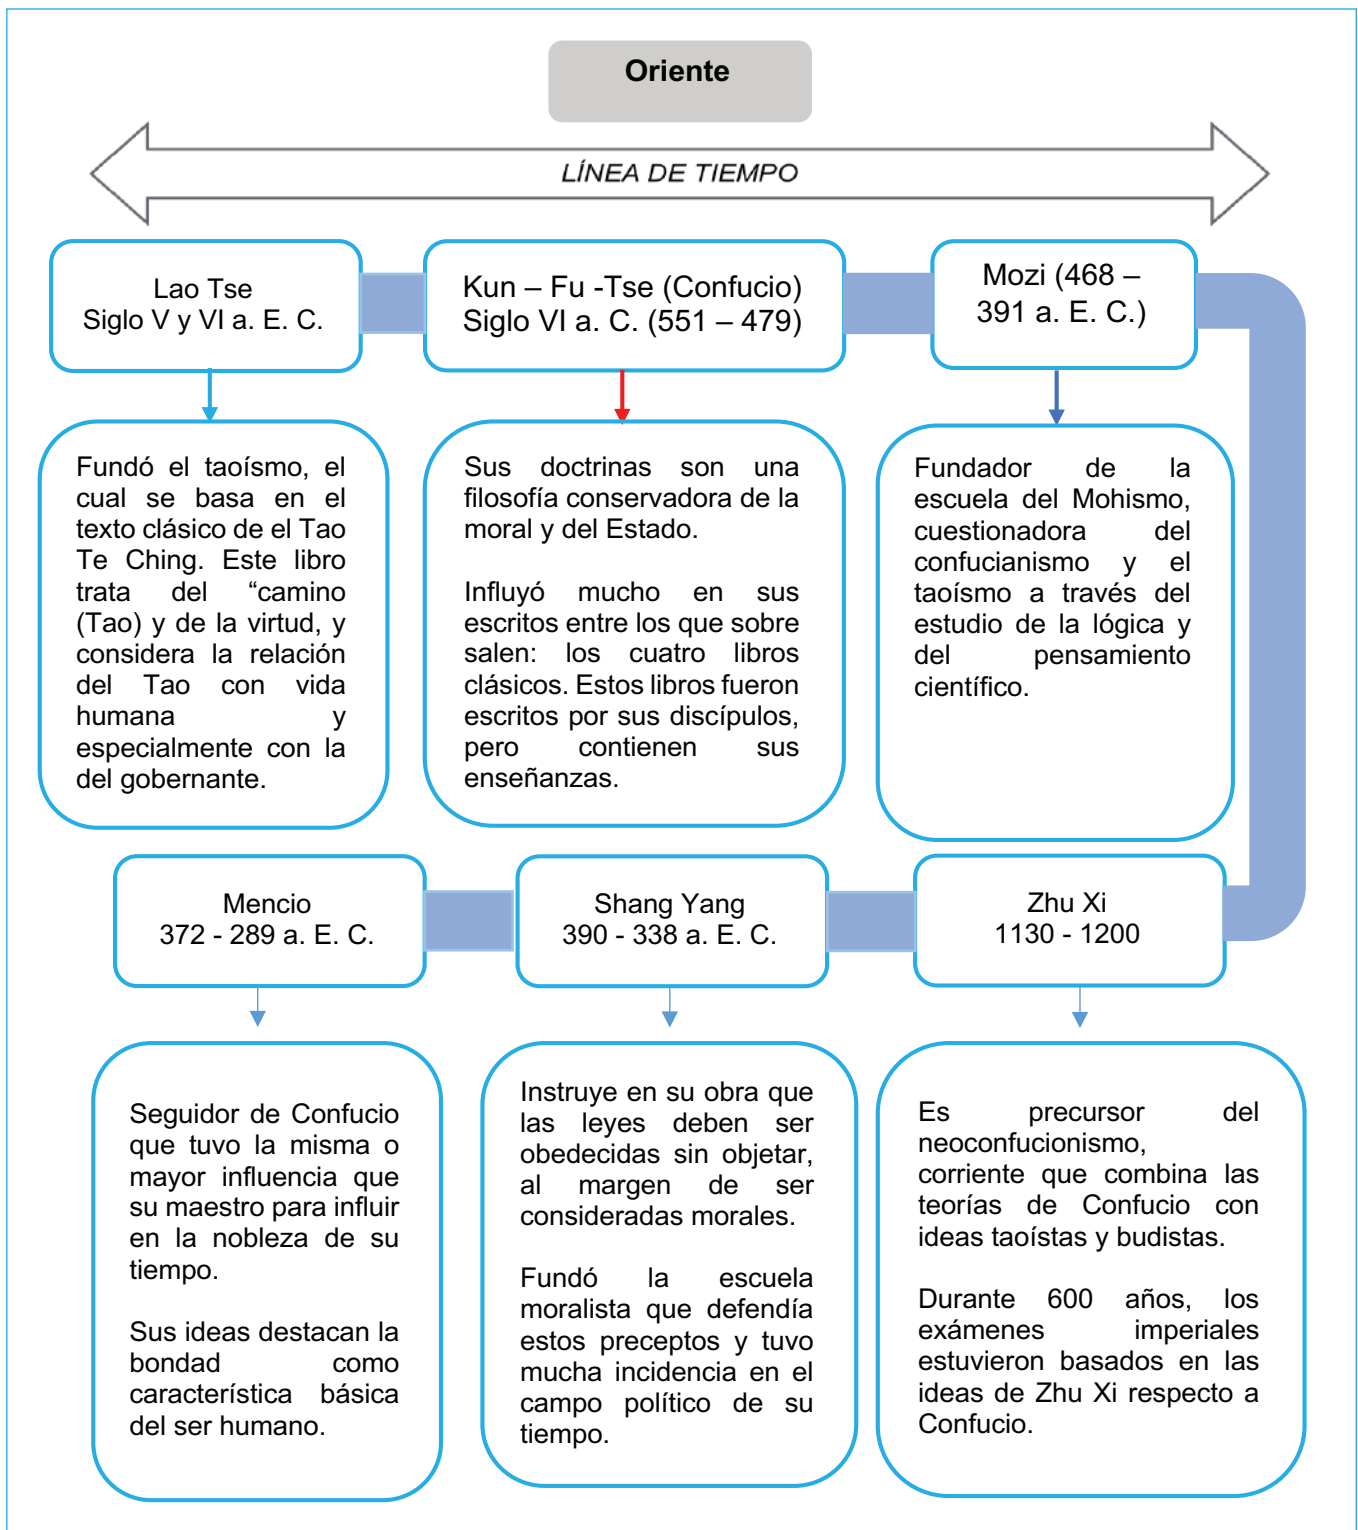 Oriente
LÍNEA DE TIEMPO
Lao Tse
Siglo V y VI a. E. C.
Kun – Fu -Tse (Confucio)
Siglo VI a. C. (551 – 479)
Mozi (468 –
391 a. E. C.)
Fundó el taoísmo, el
cual se basa en el
texto clásico de el Tao
Te Ching. Este libro
trata del “camino
(Tao) y de la virtud, y
considera la relación
del Tao con vida
humana y
especialmente con la
del gobernante.
Sus doctrinas son una
filosofía conservadora de la
moral y del Estado.
Influyó mucho en sus
escritos entre los que sobre
salen: los cuatro libros
clásicos. Estos libros fueron
escritos por sus discípulos,
pero contienen sus
enseñanzas.
Fundador de la
escuela del Mohismo,
cuestionadora del
confucianismo y el
taoísmo a través del
estudio de la lógica y
del pensamiento
científico.
Mencio
372 - 289 a. E. C.
Shang Yang
390 - 338 a. E. C.
Zhu Xi
1130 - 1200
Seguidor de Confucio
que tuvo la misma o
mayor influencia que
su maestro para influir
en la nobleza de su
tiempo.
Sus ideas destacan la
bondad como
característica básica
del ser humano.
Instruye en su obra que
las leyes deben ser
obedecidas sin objetar,
al margen de ser
consideradas morales.
Fundó la escuela
moralista que defendía
estos preceptos y tuvo
mucha incidencia en el
campo político de su
tiempo.
Es precursor del
neoconfucionismo,
corriente que combina las
teorías de Confucio con
ideas taoístas y budistas.
Durante 600 años, los
exámenes imperiales
estuvieron basados en las
ideas de Zhu Xi respecto a
Confucio.